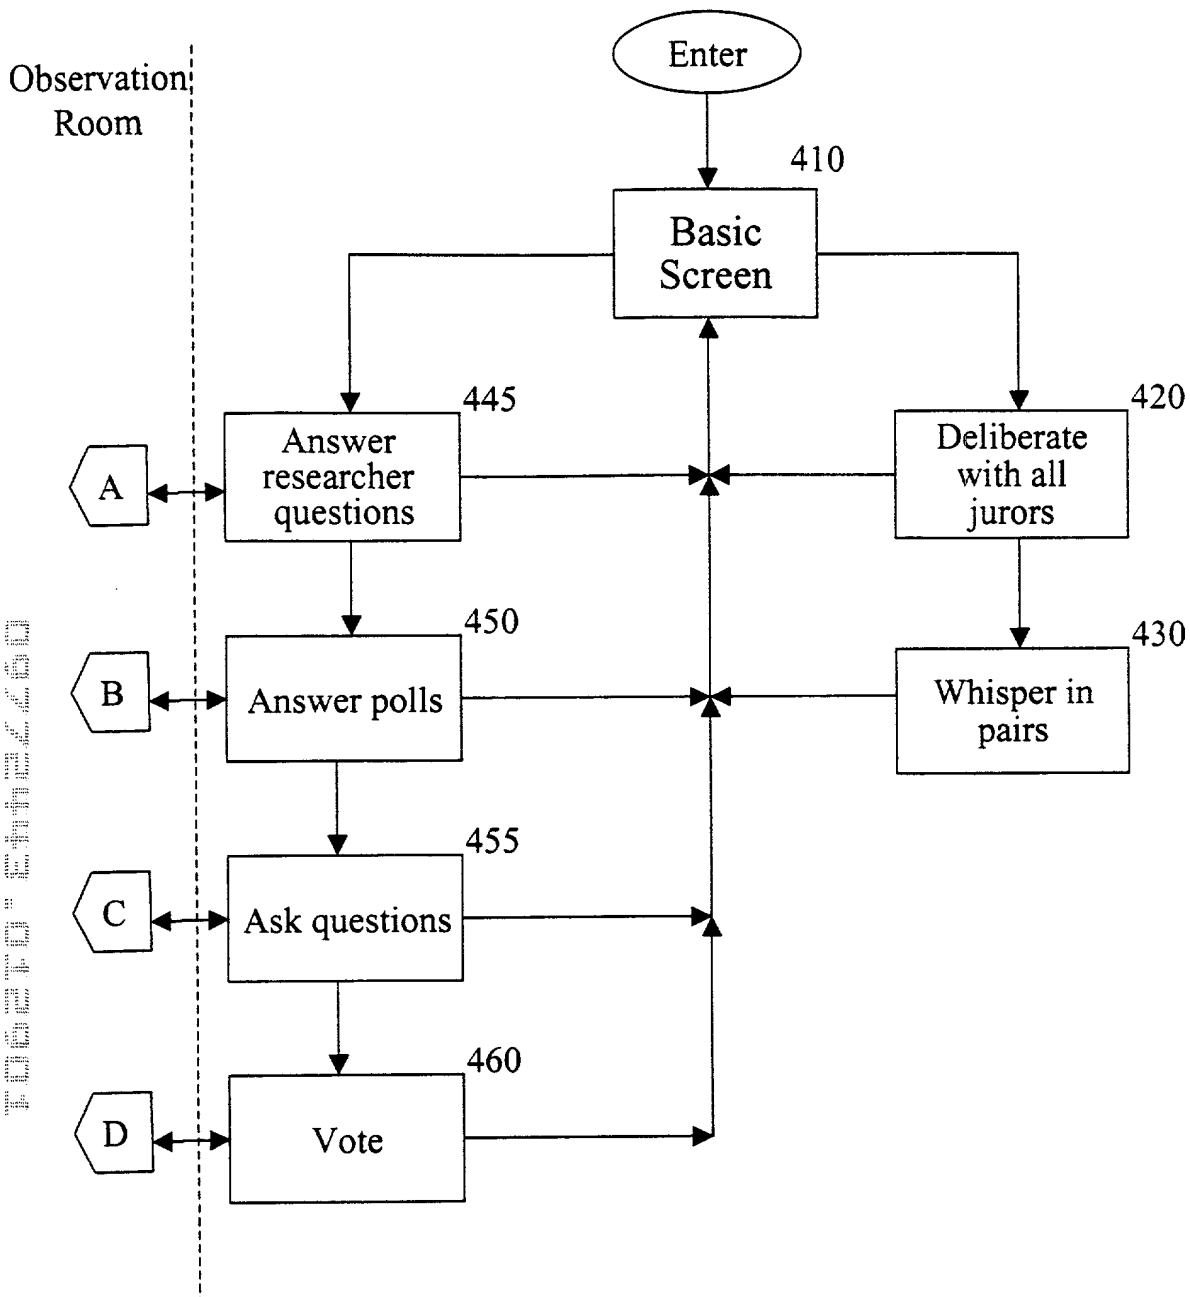 Enter
Observation
Room
410
Basic
Screen
445
Answer
researcher
questions
A
420
Deliberate
with all
jurors
450
Answer polls
B
430
Whisper in
pairs
455
Ask questions
C
460
Vote
D